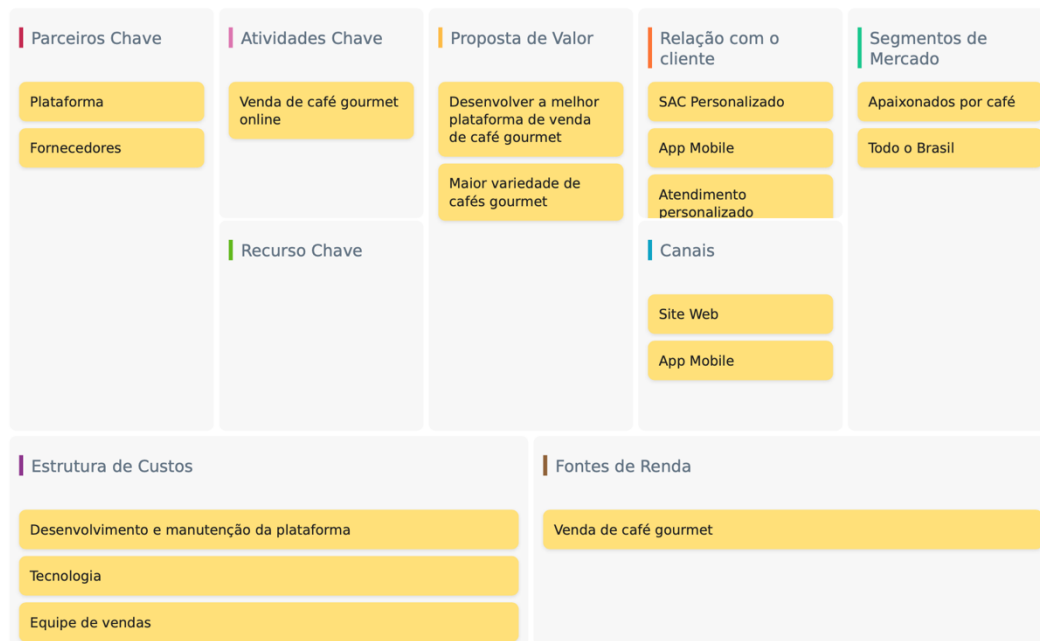 Parceiros Chave
Plataforma
Fornecedores
Atividades Chave
Venda de café gourmet
online
Recurso Chave
Proposta de Valor
Desenvolver a melhor
plataforma de venda
de café gourmet
Maior variedade de
cafés gourmet
Relação com o
cliente
SAC Personalizado
App Mobile
Atendimento
personalizado
Canais
Site Web
App Mobile
Segmentos de
Mercado
Apaixonados por café
Todo o Brasil
Estrutura de Custos
Desenvolvimento e manutenção da plataforma
Tecnologia
Equipe de vendas
Fontes de Renda
Venda de café gourmet